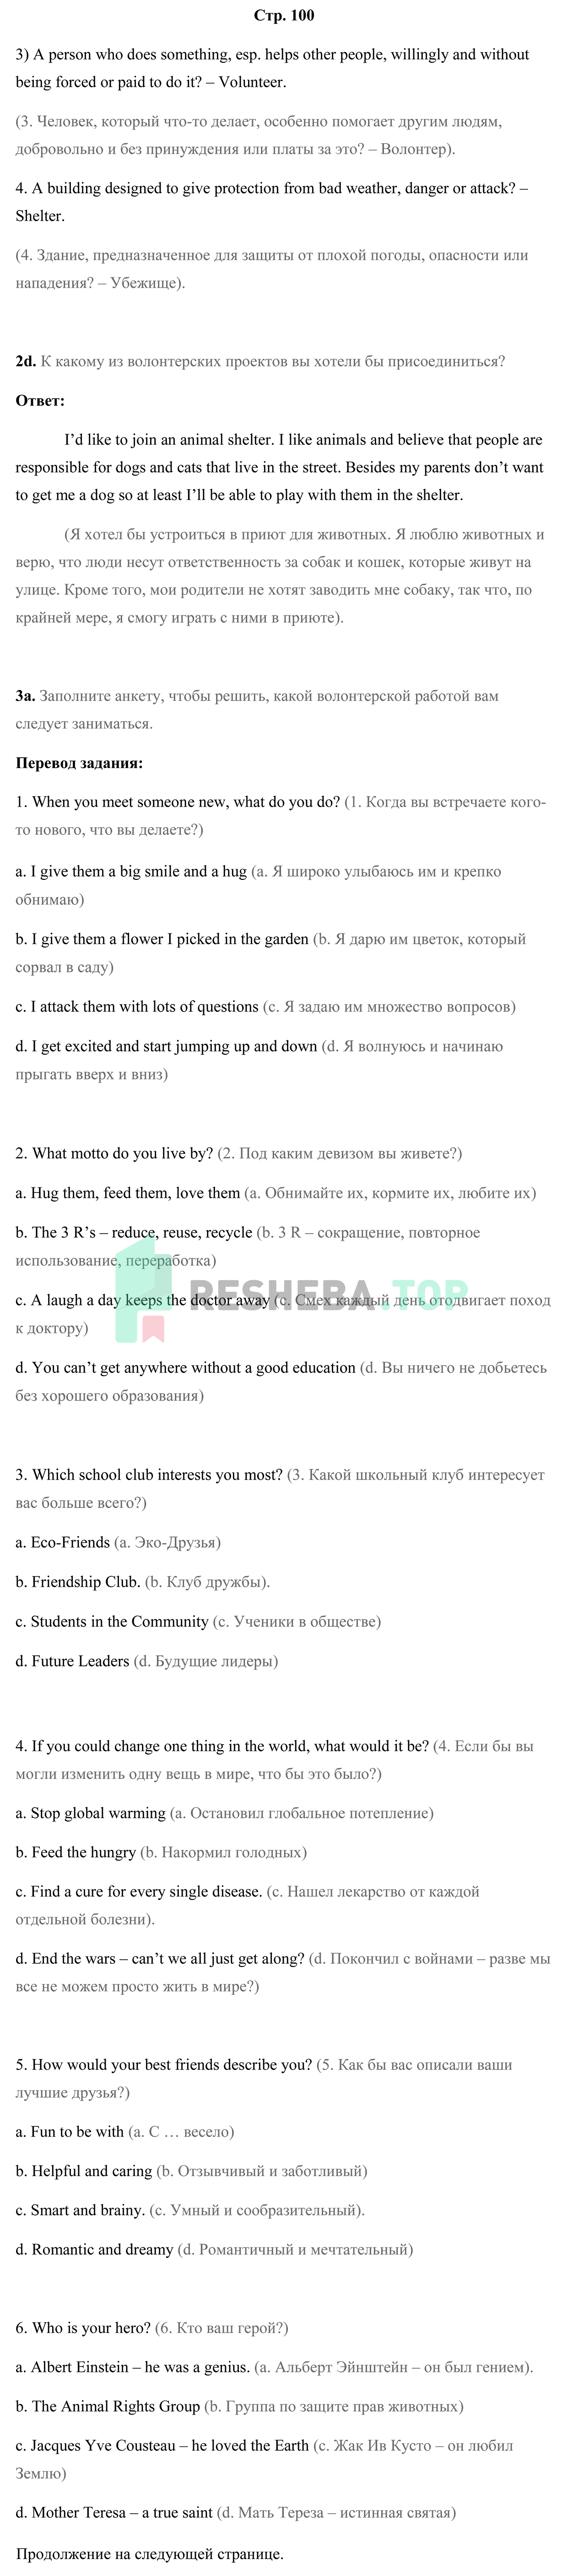 Стр. 100
3) A person who does something, esp. helps other people, willingly and without
being forced or paid to do it? – Volunteer.
(3. Человек, который что-то делает, особенно помогает другим людям,
добровольно и без принуждения или платы за это? – Волонтер).
4. A building designed to give protection from bad weather, danger or attack? –
Shelter.
(4. Здание, предназначенное для защиты от плохой погоды, опасности или
нападения? – Убежище).
2d. К какому из волонтерских проектов вы хотели бы присоединиться?
Ответ:
I’d like to join an animal shelter. I like animals and believe that people are
responsible for dogs and cats that live in the street. Besides my parents don’t want
to get me a dog so at least I’ll be able to play with them in the shelter.
(Я хотел бы устроиться в приют для животных. Я люблю животных и
верю, что люди несут ответственность за собак и кошек, которые живут на
улице. Кроме того, мои родители не хотят заводить мне собаку, так что, по
крайней мере, я смогу играть с ними в приюте).
3a. Заполните анкету, чтобы решить, какой волонтерской работой вам
следует заниматься.
Перевод задания:
1. When you meet someone new, what do you do? (1. Когда вы встречаете кого-
то нового, что вы делаете?)
a. I give them a big smile and a hug (a. Я широко улыбаюсь им и крепко
обнимаю)
b. I give them a flower I picked in the garden (b. Я дарю им цветок, который
сорвал в саду)
c. I attack them with lots of questions (c. Я задаю им множество вопросов)
d. I get excited and start jumping up and down (d. Я волнуюсь и начинаю
прыгать вверх и вниз)
2. What motto do you live by? (2. Под каким девизом вы живете?)
a. Hug them, feed them, love them (a. Обнимайте их, кормите их, любите их)
b. The 3 R’s – reduce, reuse, recycle (b. 3 R – сокращение, повторное
использование, переработка)
RESHEBA.TOP
c. A laugh a day keeps the doctor away (c. Смех каждый день отодвигает поход
к доктору)
d. You can’t get anywhere without a good education (d. Вы ничего не добьетесь
без хорошего образования)
3. Which school club interests you most? (3. Какой школьный клуб интересует
вас больше всего?)
a. Eco-Friends (a. Эко-Друзья)
b. Friendship Club. (b. Клуб дружбы).
c. Students in the Community (c. Ученики в обществе)
d. Future Leaders (d. Будущие лидеры)
4. If you could change one thing in the world, what would it be? (4. Если бы вы
могли изменить одну вещь в мире, что бы это было?)
a. Stop global warming (a. Остановил глобальное потепление)
b. Feed the hungry (b. Накормил голодных)
c. Find a cure for every single disease. (c. Нашел лекарство от каждой
отдельной болезни).
d. End the wars – can’t we all just get along? (d. Покончил с войнами – разве мы
все не можем просто жить в мире?)
5. How would your best friends describe you? (5. Как бы вас описали ваши
лучшие друзья?)
a. Fun to be with (a. С … весело)
b. Helpful and caring (b. Отзывчивый и заботливый)
c. Smart and brainy. (c. Умный и сообразительный).
d. Romantic and dreamy (d. Романтичный и мечтательный)
6. Who is your hero? (6. Кто ваш герой?)
a. Albert Einstein – he was a genius. (a. Альберт Эйнштейн – он был гением).
b. The Animal Rights Group (b. Группа по защите прав животных)
c. Jacques Yve Cousteau – he loved the Earth (c. Жак Ив Кусто – он любил
Землю)
d. Mother Teresa – a true saint (d. Мать Тереза – истинная святая)
Продолжение на следующей странице.